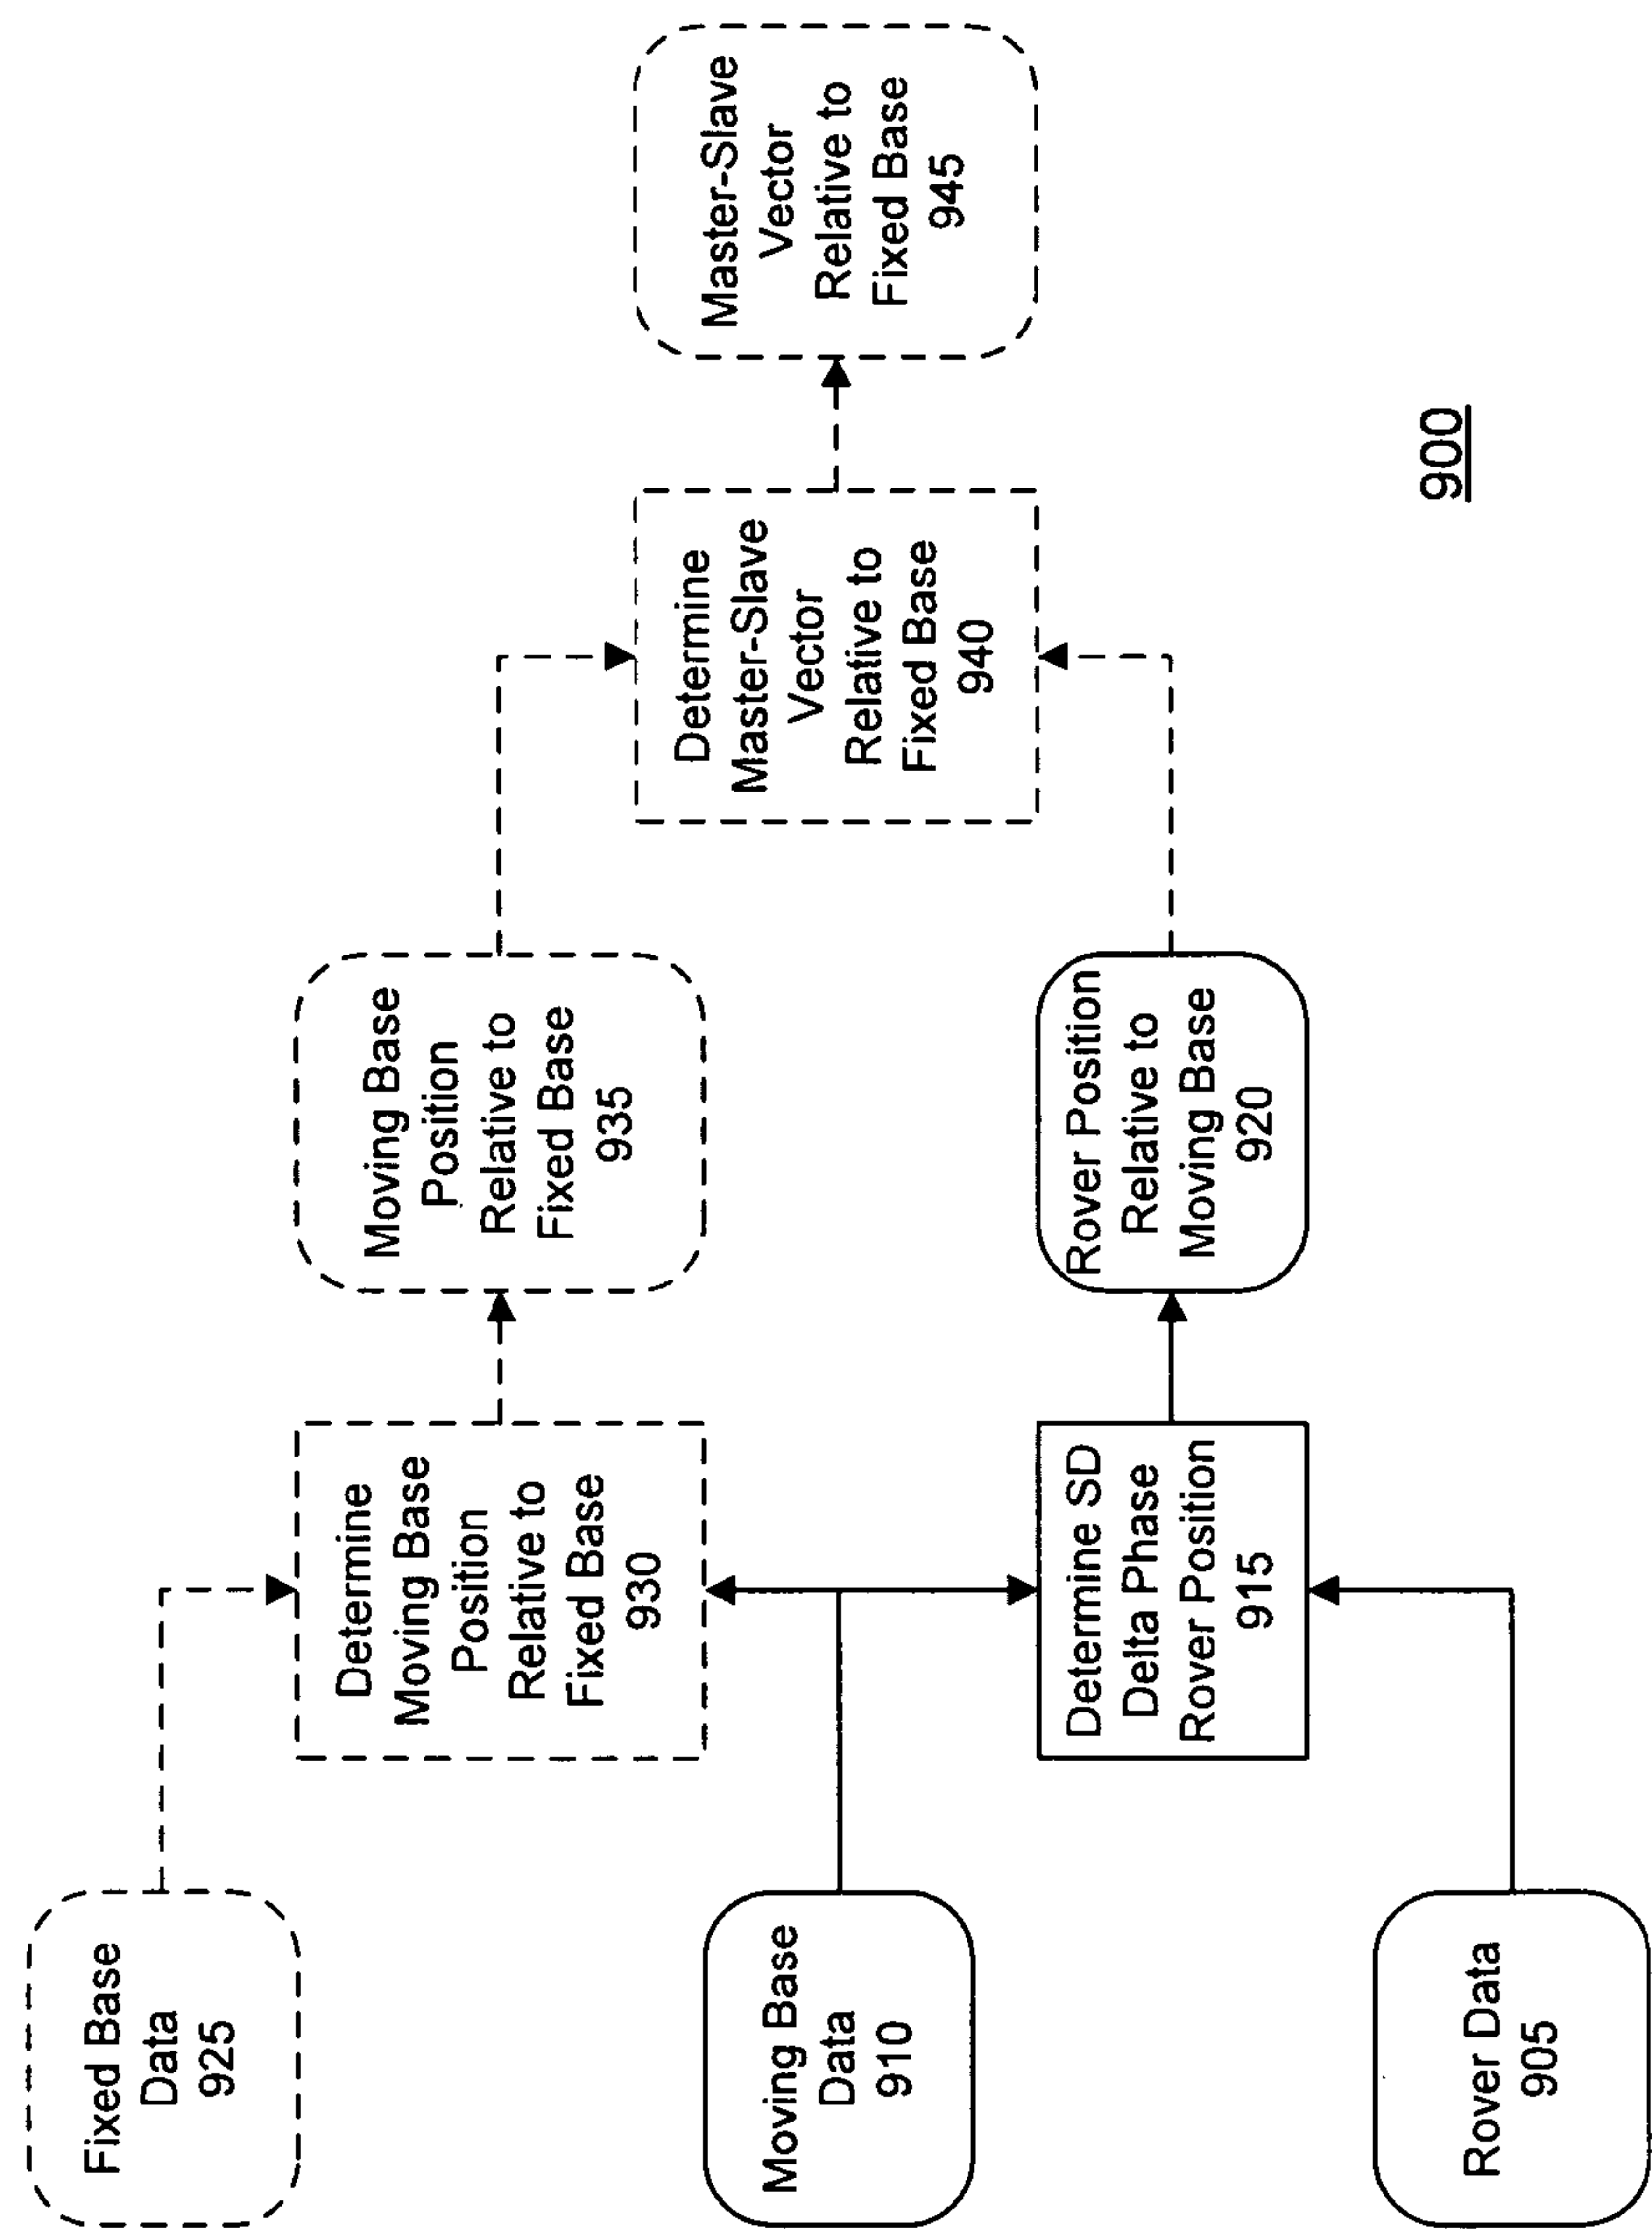 Fixed Base
Data
925
Determine
Moving Base
Position
Relative to
Fixed Base
930
Moving Base
Position
Relative to
Fixed Base
935
Moving Base
Data
910
Determine
Master-Slave
Vector
Relative to
Fixed Base
940
Master-Slave
Vector
Relative to
Fixed Base
945
Determine SD
Delta Phase
Rover Position
915
Rover Position
Relative to
Moving Base
920
Rover Data
905
900